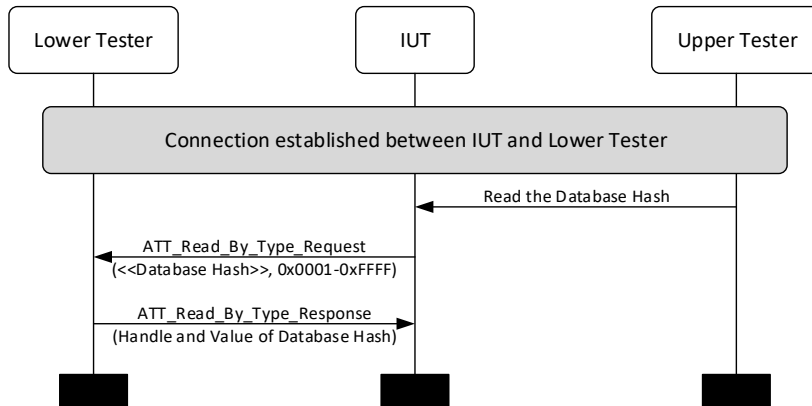 Lower Tester
IUT
Upper Tester
Connection established between IUT and Lower Tester
Read the Database Hash
ATT_Read_By_Type_Request
(<<Database Hash>>, 0x0001-0xFFFF)
ATT_Read_By_Type_Response
(Handle and Value of Database Hash)